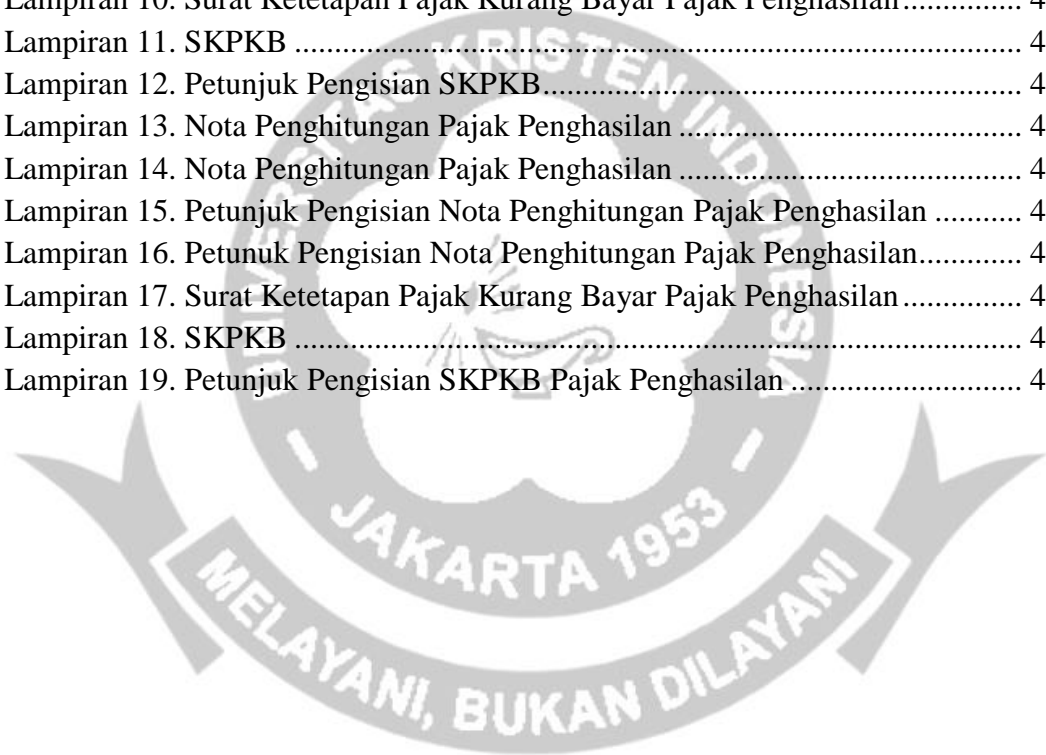 Lampiran 10. Surat Ketetapan Pajak Kurang Bayar Pajak Penghasilan.............. 4
Lampiran 11. SKPKB ......................................................................................... 4
Lampiran 12. Petunjuk Pengisian SKPKB........................................................... 4
Lampiran 13. Nota Penghitungan Pajak Penghasilan ......................................... 4
Lampiran 14. Nota Penghitungan Pajak Penghasilan ......................................... 4
Lampiran 15. Petunjuk Pengisian Nota Penghitungan Pajak Penghasilan .......... 4
Lampiran 16. Petunuk Pengisian Nota Penghitungan Pajak Penghasilan............ 4
Lampiran 17. Surat Ketetapan Pajak Kurang Bayar Pajak Penghasilan .............. 4
Lampiran 18. SKPKB ......................................................................................... 4
Lampiran 19. Petunjuk Pengisian SKPKB Pajak Penghasilan ........................... 4
UNIVERSITAS KRISTEN INDONESIA
JAKARTA 1953
MELAYANI, BUKAN DILAYANI